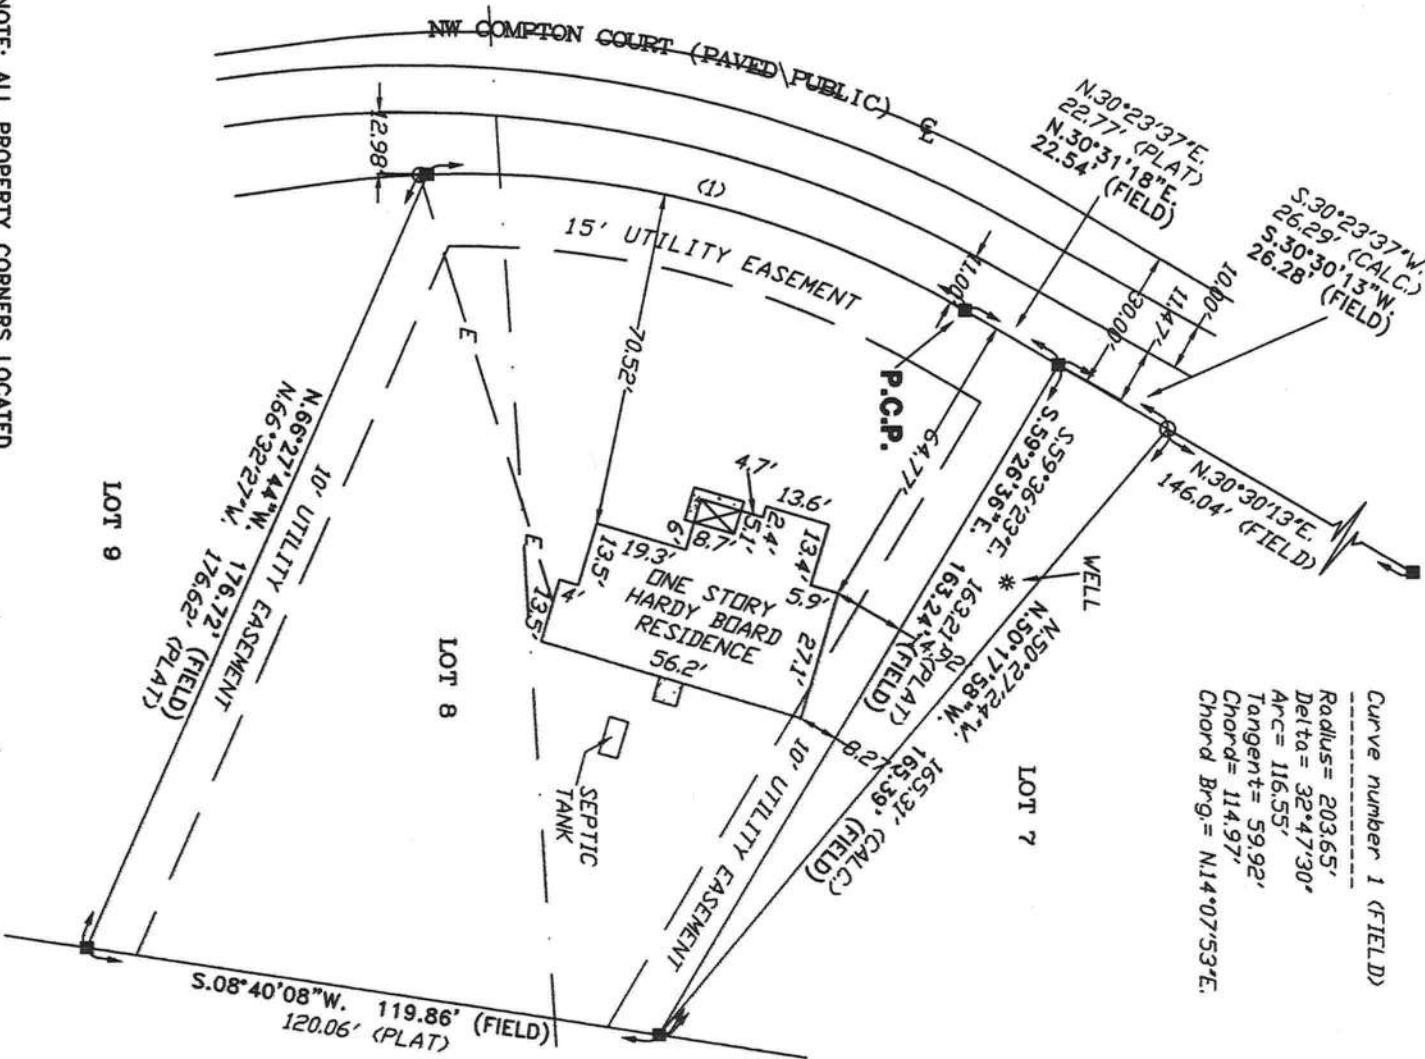 NW COMPTON COURT (PAVED\PUBLIC)
N.30°23'37"E.
22.77' (PLAT)
N.30°31'18"E.
22.54' (FIELD)
S.30°23'37"W.
26.29' (CALC.)
S.30°30'13"W.
26.28' (FIELD)
10.00'
11.47'
30.00'
11.00'
12.98'
(1)
15' UTILITY EASEMENT
P.C.P.
N.30°30'13"E.
146.04' (FIELD)
70.52'
64.77'
S.59°36'23"E. 163.21' (PLAT)
S.59°26'36"E. 163.24' (FIELD)
WELL
N.50°27'24"W. 165.31' (CALC.)
N.50°17'58"W. 165.39' (FIELD)
Curve number 1 (FIELD)
Radius= 203.65'
Delta= 32°47'30"
Arc= 116.55'
Tangent= 59.92'
Chord= 114.97'
Chord Brg.= N.14°07'53"E.
E
E
4.7'
13.6'
2.4'
5.1'
8.7'
6'
13.4'
5.9'
19.3'
13.5'
4'
13.5'
27.1'
56.2'
14.92'
8.27'
ONE STORY
HARDY BOARD
RESIDENCE
LOT 7
LOT 8
LOT 9
10' UTILITY EASEMENT
SEPTIC
TANK
10' UTILITY EASEMENT
N.66°27'44"W. 176.72' (FIELD)
N.66°32'27"W. 176.62' (PLAT)
S.08°40'08"W. 119.86' (FIELD)
120.06' (PLAT)
NOTE: ALL PROPERTY CORNERS LOCATED